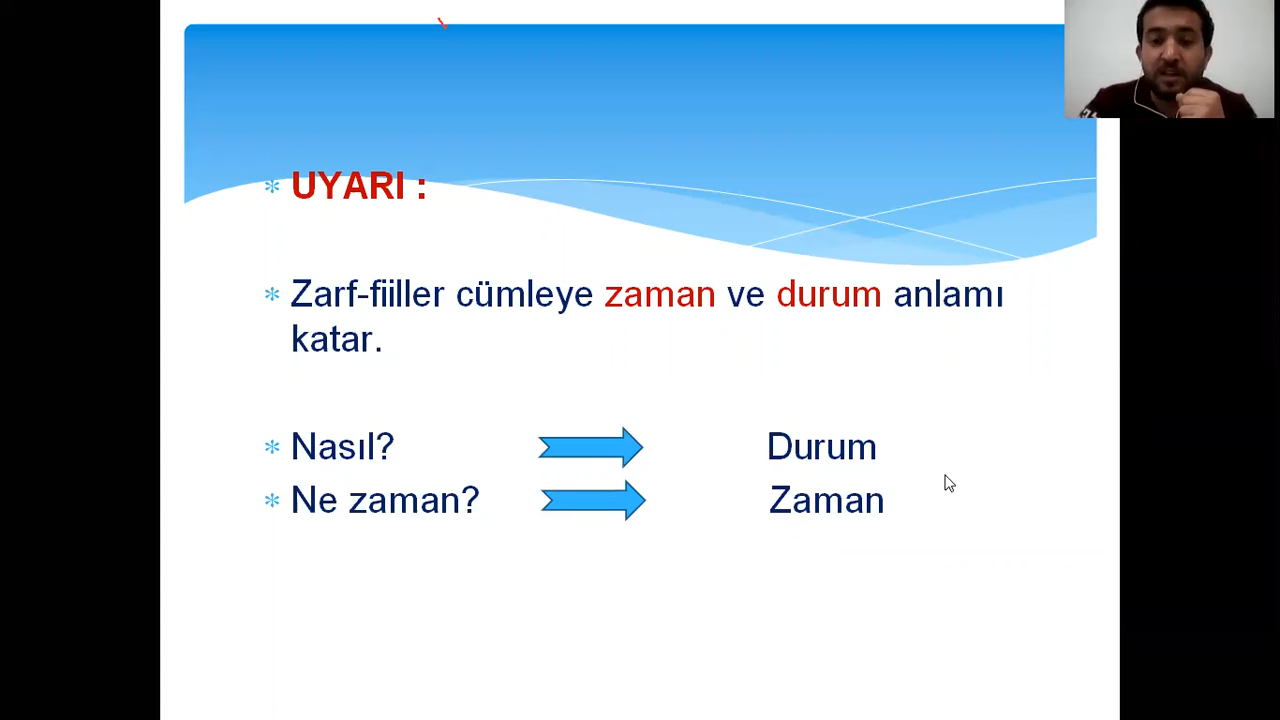 UYARI :
Zarf-fiiller cümleye zaman ve durum anlamı
katar.
Nasıl? Durum
Ne zaman? Zaman